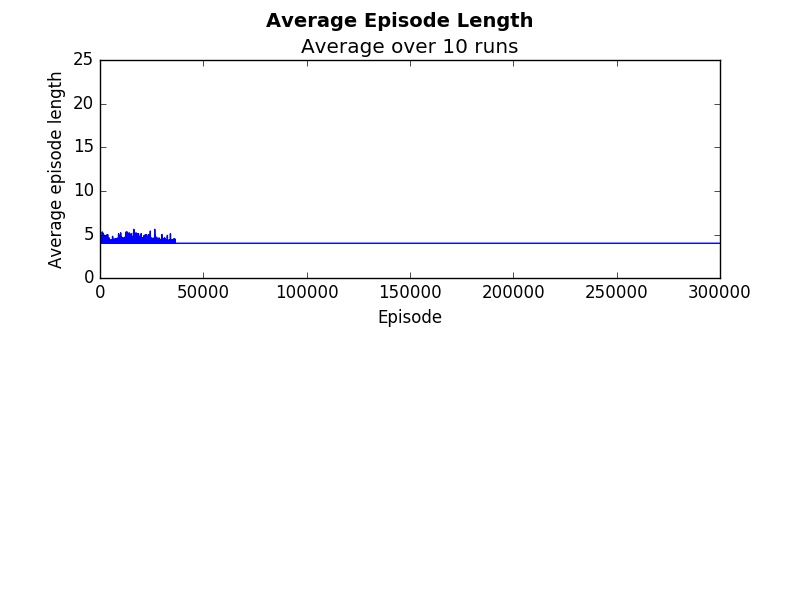 Average Episode Length
Average over 10 runs
25
20
15
10
5
0
Average episode length
0 50000 100000 150000 200000 250000 300000
Episode